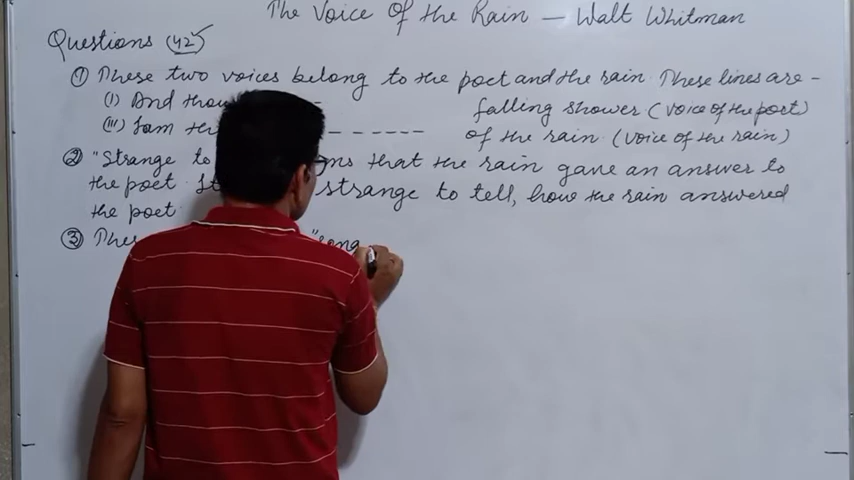 The Voice Of the Rain — Walt Whitman
Questions (42)
① These two voices belong to the poet and the rain. These lines are -
(i) And thou - falling shower (voice of the poet)
(ii) I am the - - - - - - of the rain (voice of the rain)
② "Strange to that the rain gave an answer to
the poet. strange to tell, how the rain answered
the poet
③ "song